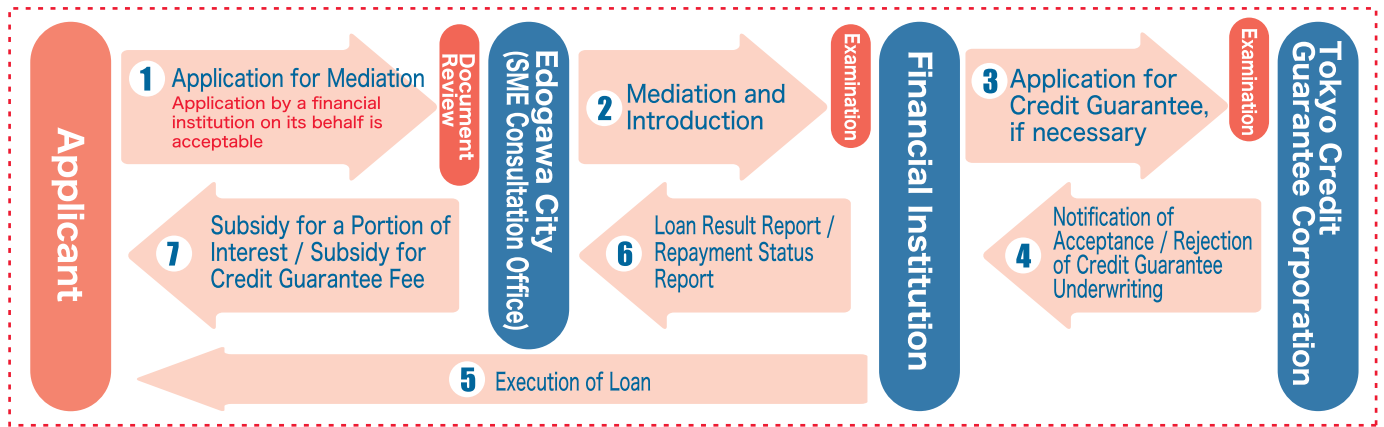 Applicant
1
Application for Mediation
Application by a financial
institution on its behalf is
acceptable
Document
Review
Edogawa City
(SME Consultation Office)
2
Mediation and
Introduction
Examination
Financial Institution
3
Application for
Credit Guarantee,
if necessary
Examination
Tokyo Credit
Guarantee Corporation
4
Notification of
Acceptance / Rejection
of Credit Guarantee
Underwriting
5
Execution of Loan
6
Loan Result Report /
Repayment Status
Report
7
Subsidy for a Portion of
Interest / Subsidy for
Credit Guarantee Fee